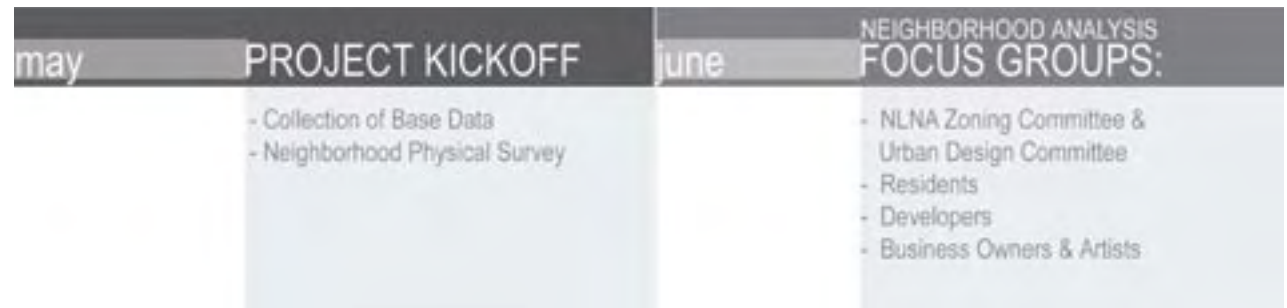 may
PROJECT KICKOFF
- Collection of Base Data
- Neighborhood Physical Survey
june
NEIGHBORHOOD ANALYSIS
FOCUS GROUPS:
- NLNA Zoning Committee &
Urban Design Committee
- Residents
- Developers
- Business Owners & Artists